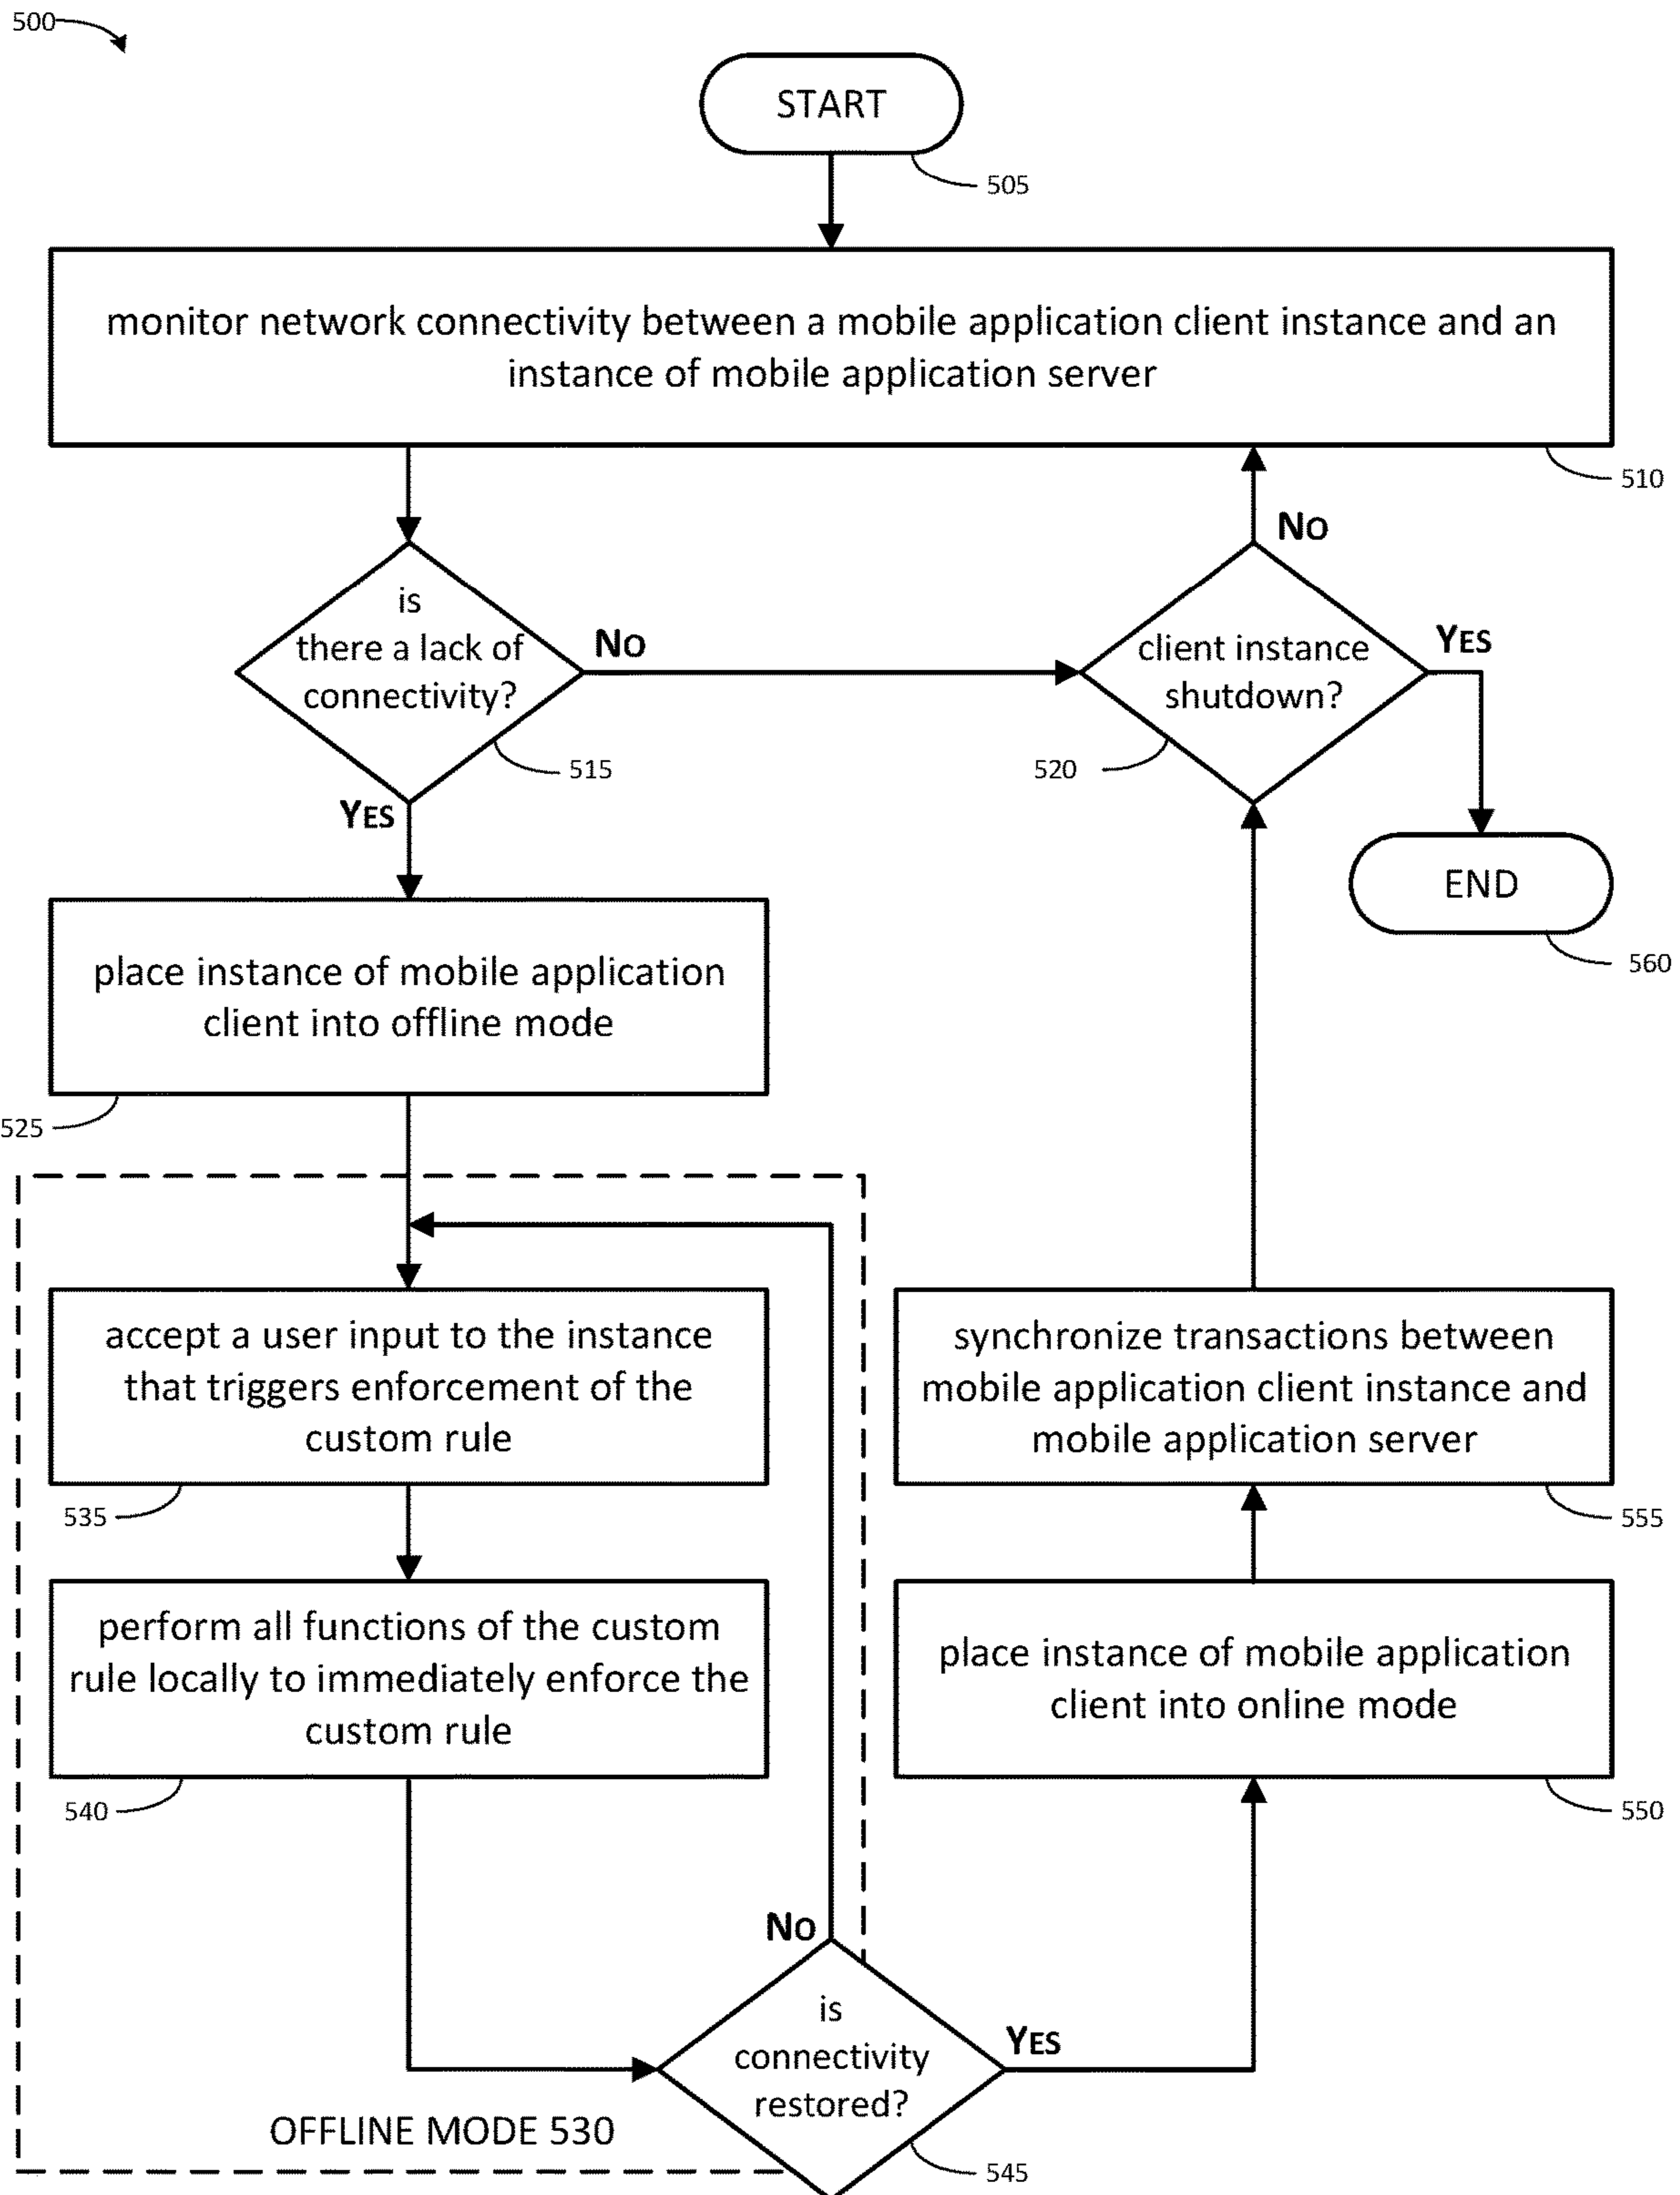 500
START
505
monitor network connectivity between a mobile application client instance and an
instance of mobile application server
510
is
there a lack of
connectivity?
NO
515
YES
NO
client instance
shutdown?
YES
520
END
560
place instance of mobile application
client into offline mode
525
accept a user input to the instance
that triggers enforcement of the
custom rule
535
synchronize transactions between
mobile application client instance and
mobile application server
555
perform all functions of the custom
rule locally to immediately enforce the
custom rule
540
place instance of mobile application
client into online mode
550
NO
is
connectivity
restored?
YES
OFFLINE MODE 530
545